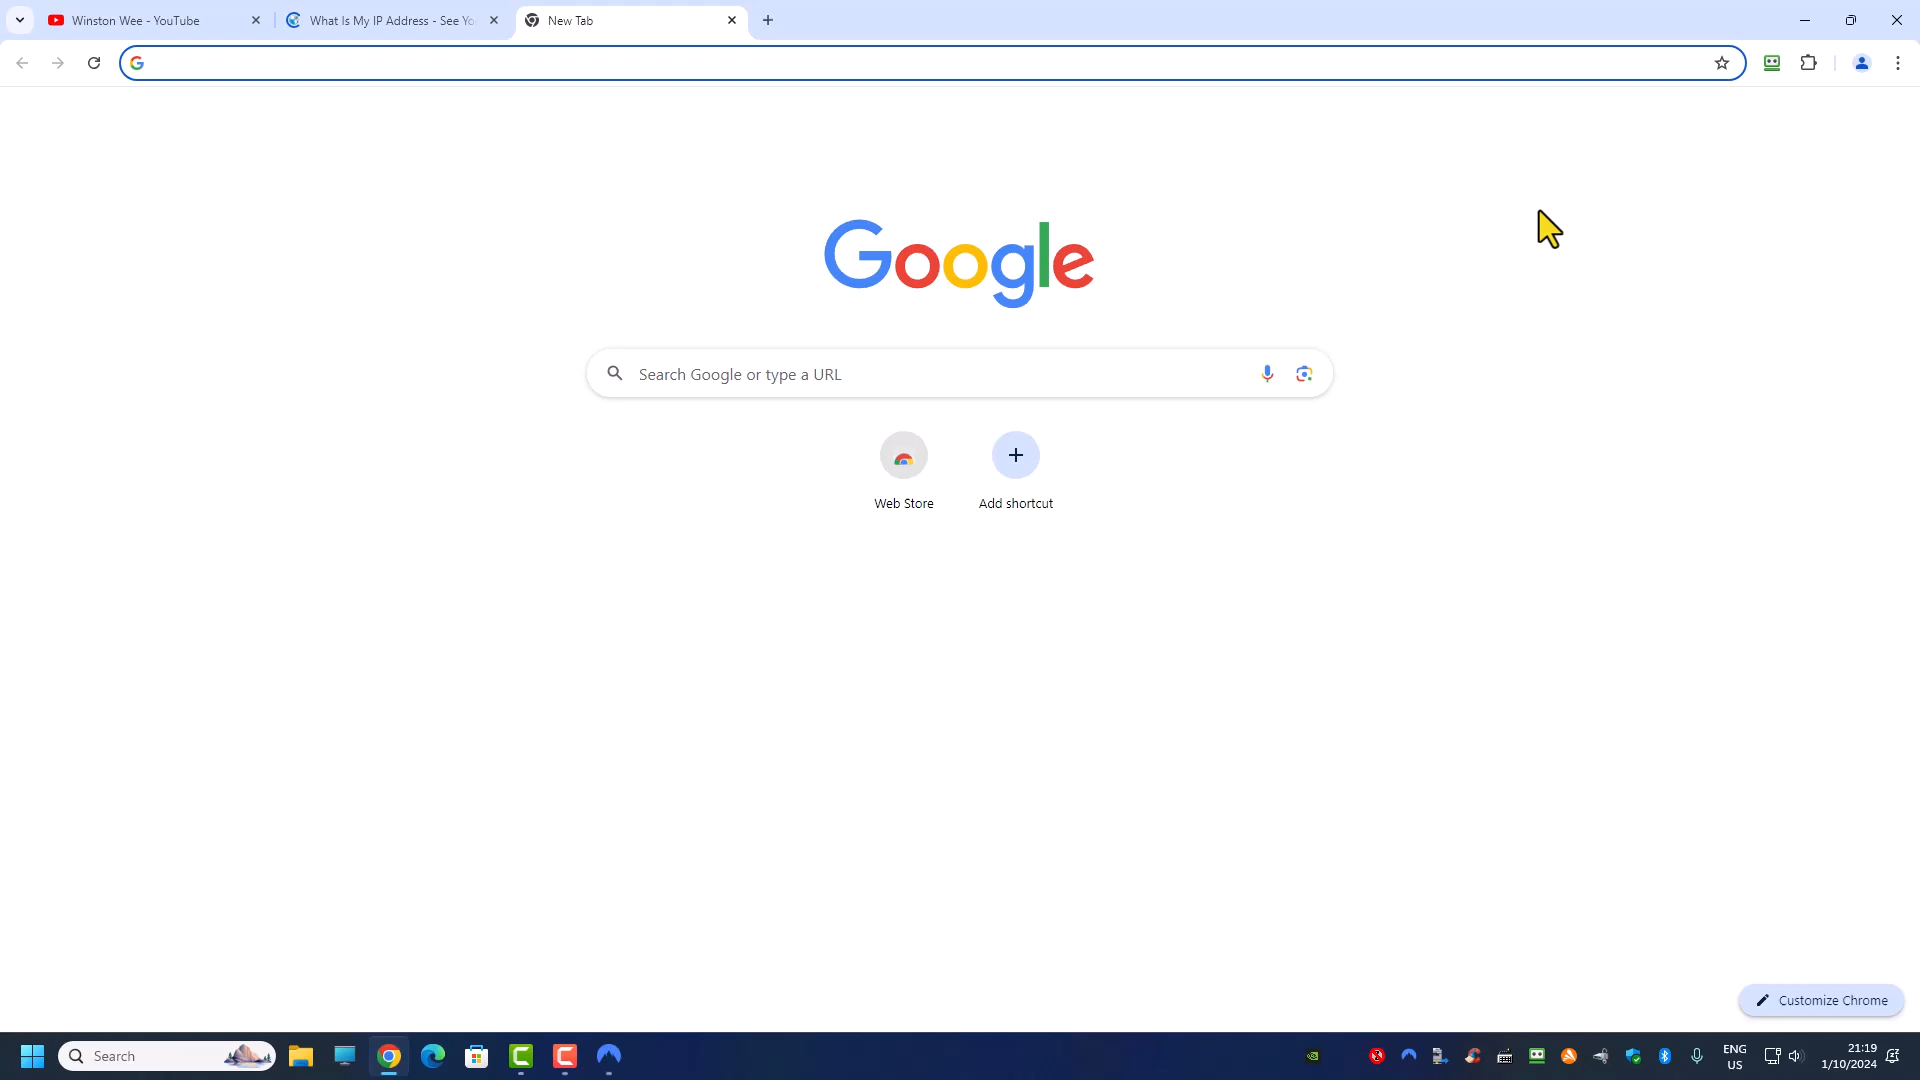 Winston Wee - YouTube
What Is My IP Address - See Yo
New Tab
Google
Search Google or type a URL
Web Store
Add shortcut
Customize Chrome
Search
ENG
US
21:19
1/10/2024